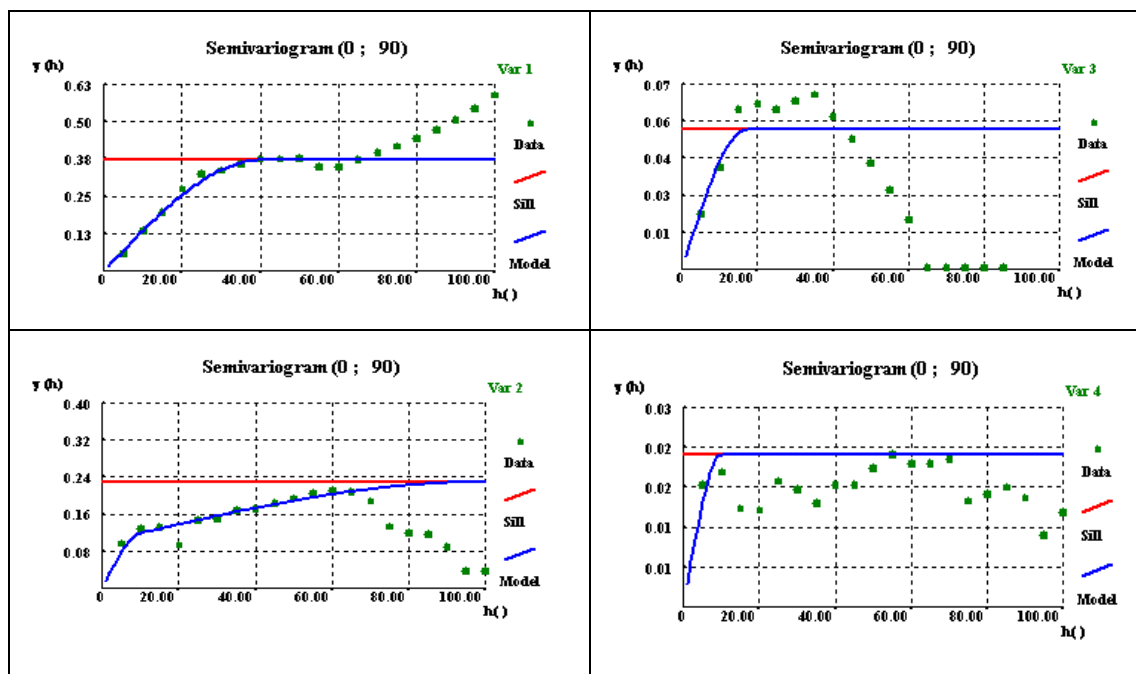 Semivariogram (0 ; 90)
γ (h)
Var 1
0.63
0.50
0.38
0.25
0.13
Data
Sill
Model
0 20.00 40.00 60.00 80.00 100.00
h( )
Semivariogram (0 ; 90)
γ (h)
Var 3
0.07
0.06
0.04
0.03
0.01
Data
Sill
Model
0 20.00 40.00 60.00 80.00 100.00
h( )
Semivariogram (0 ; 90)
γ (h)
Var 2
0.40
0.32
0.24
0.16
0.08
Data
Sill
Model
0 20.00 40.00 60.00 80.00 100.00
h( )
Semivariogram (0 ; 90)
γ (h)
Var 4
0.03
0.02
0.02
0.01
0.01
Data
Sill
Model
0 20.00 40.00 60.00 80.00 100.00
h( )